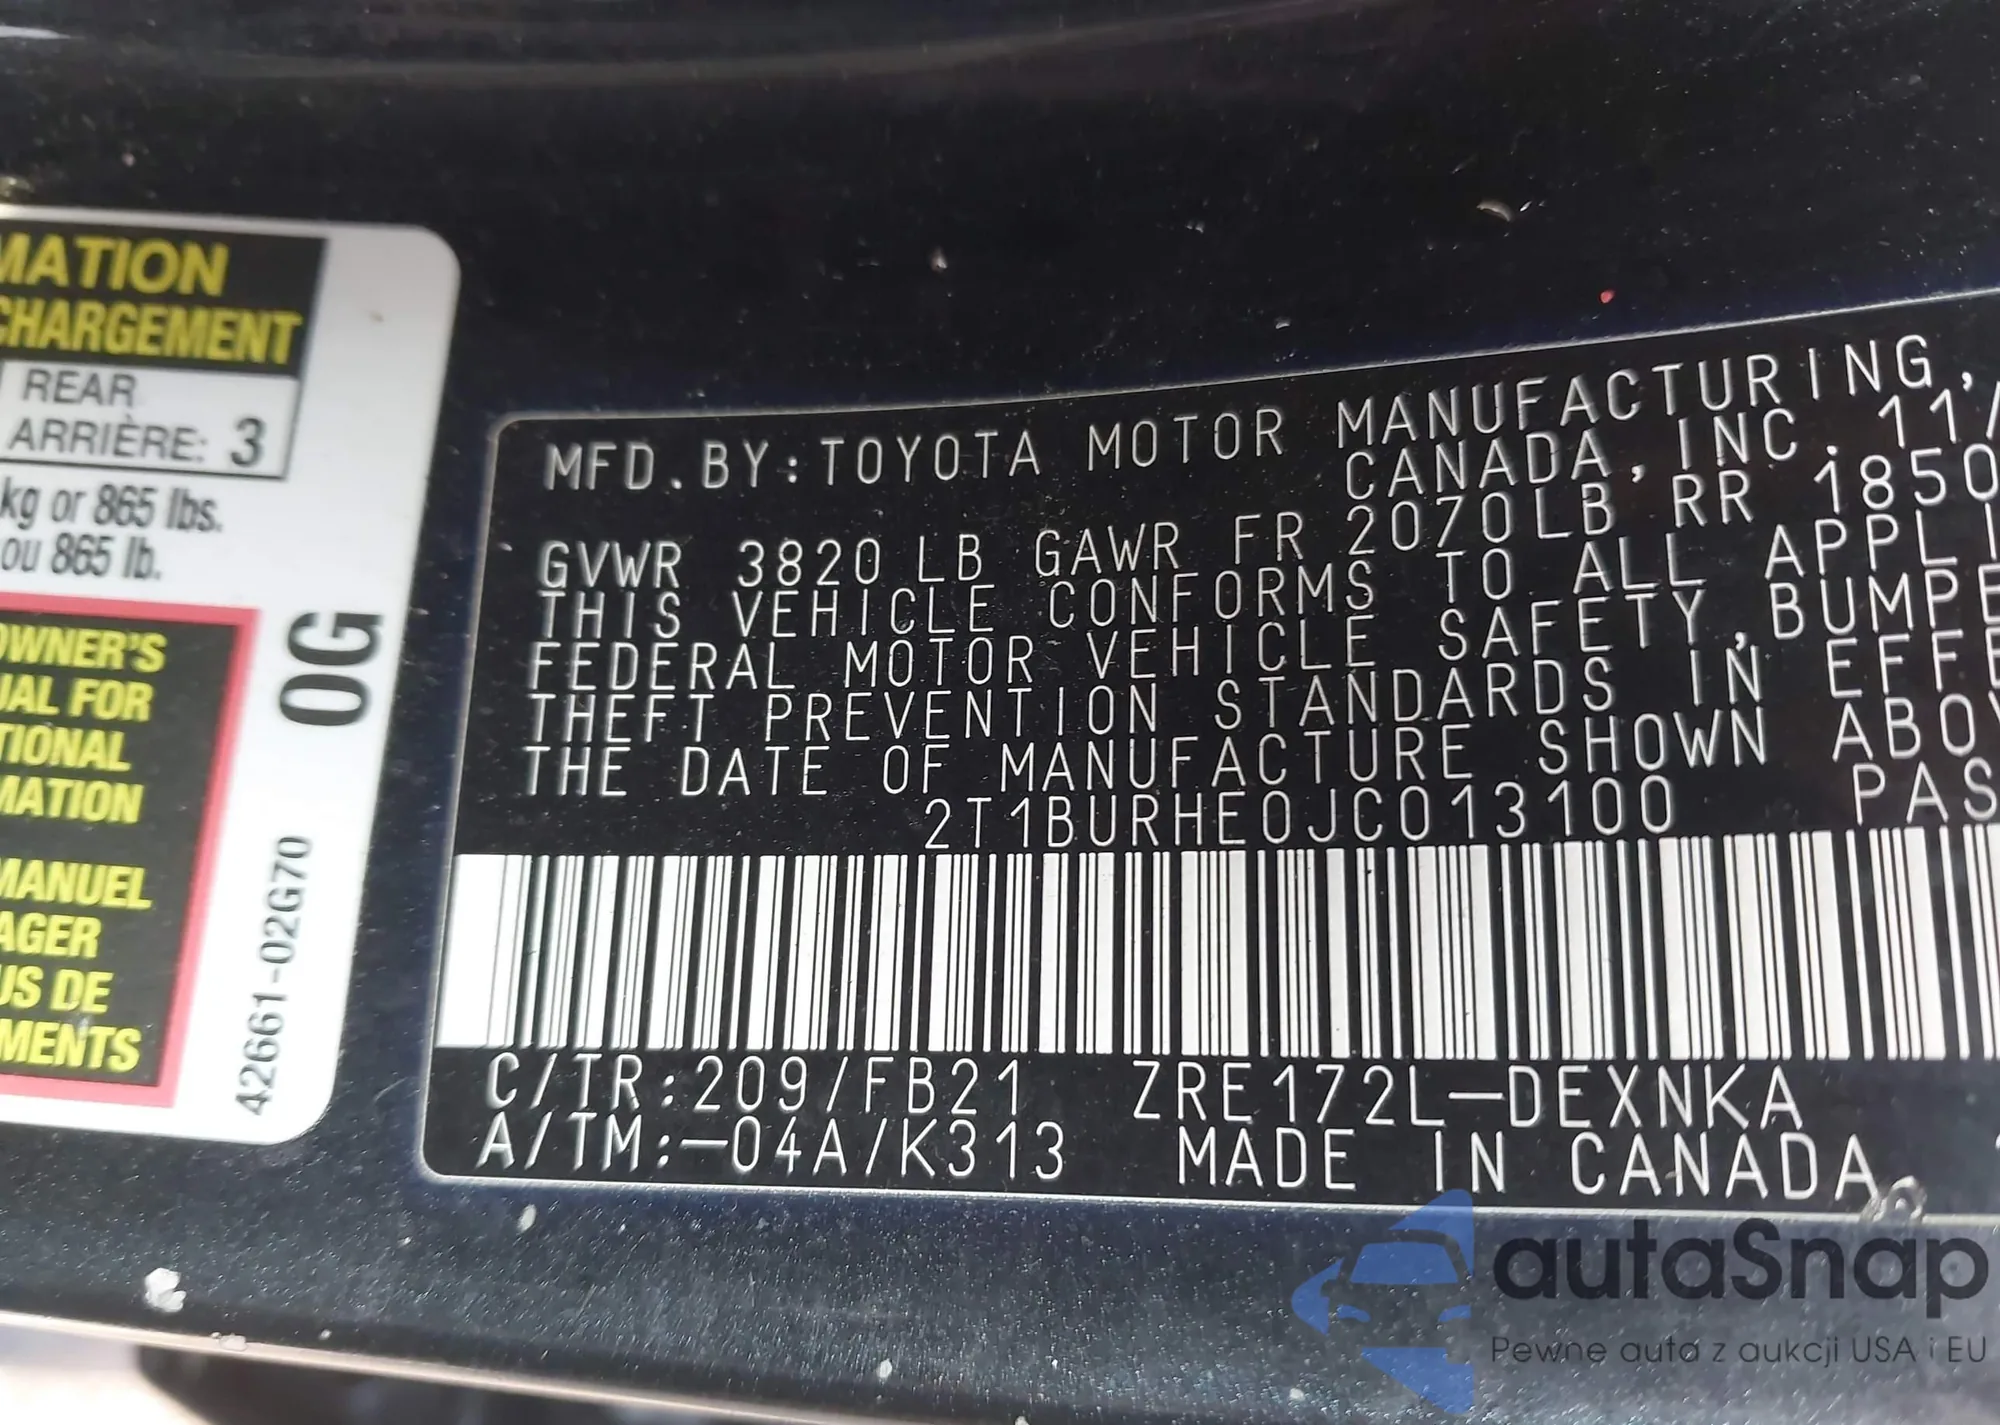 MATION
CHARGEMENT
REAR
ARRIÈRE: 3
kg or 865 lbs.
ou 865 lb.
OWNER'S
UAL FOR
TIONAL
MATION
MANUEL
AGER
US DE
MENTS
0G
42661-02G70
MFD.BY:TOYOTA MOTOR MANUFACTURING,
CANADA,INC. 11/
GVWR 3820 LB GAWR FR 2070LB RR 1850
THIS VEHICLE CONFORMS TO ALL APPLI
FEDERAL MOTOR VEHICLE SAFETY,BUMPE
THEFT PREVENTION STANDARDS IN EFFE
THE DATE OF MANUFACTURE SHOWN ABOV
2T1BURHE0JC013100 PAS
C/TR:209/FB21 ZRE172L-DEXNKA
A/TM:-04A/K313 MADE IN CANADA
autaSnap
Pewne auta z aukcji USA i EU